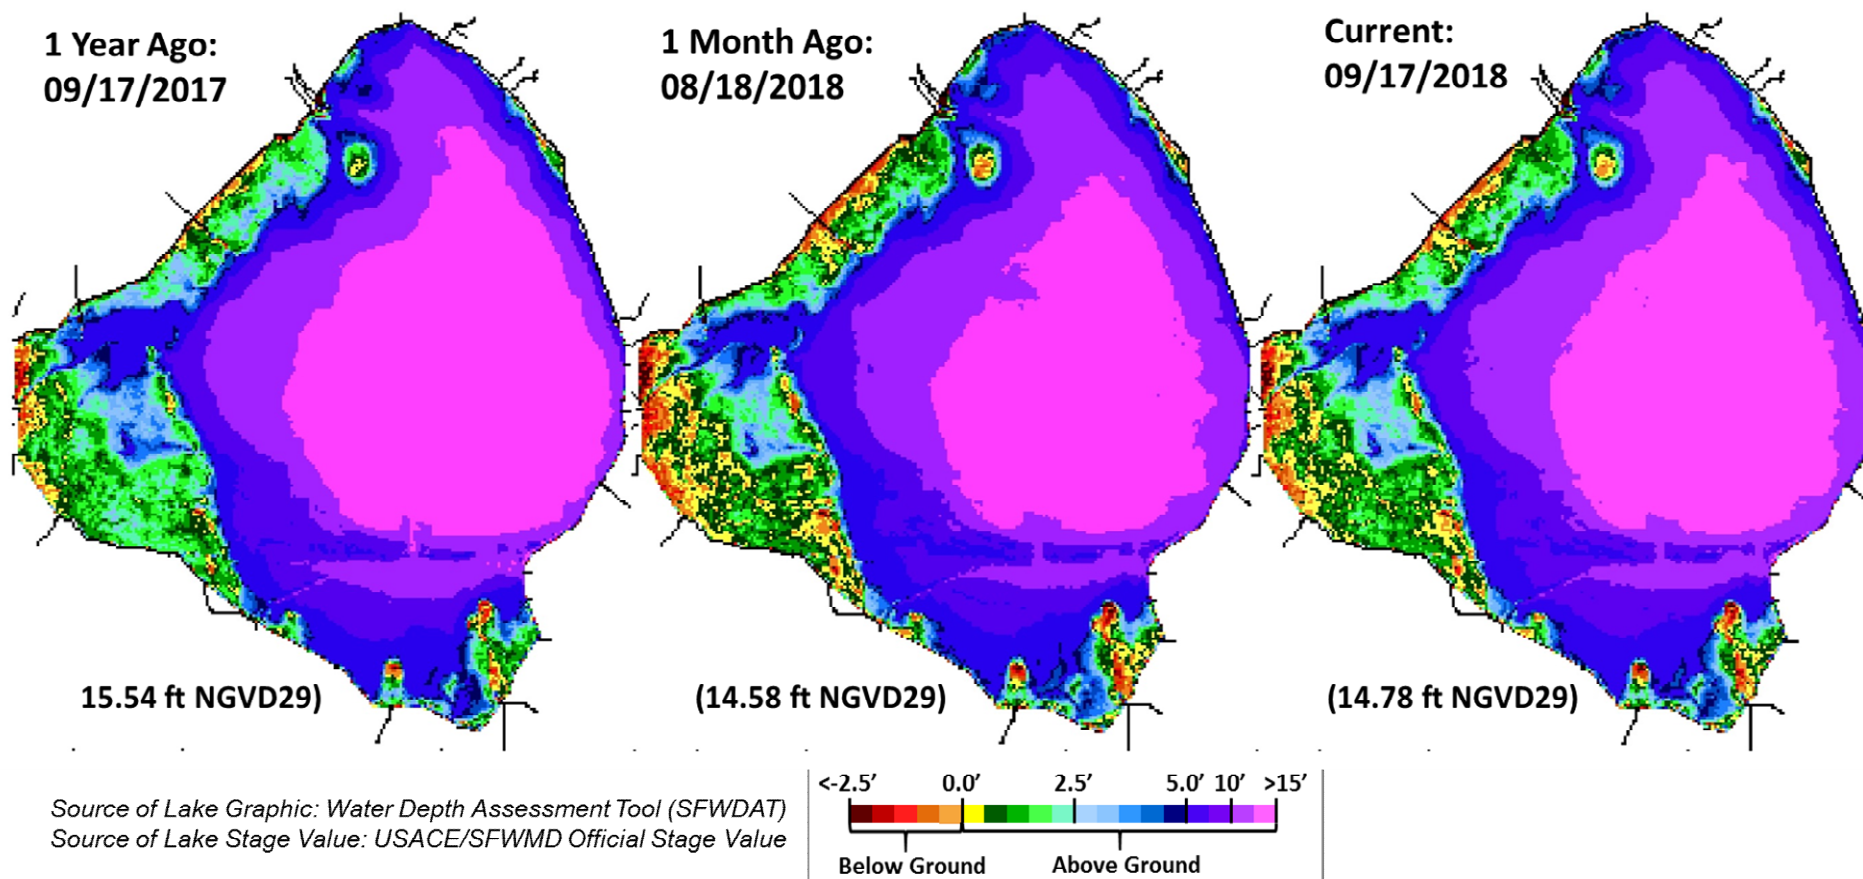 1 Year Ago:
09/17/2017
1 Month Ago:
08/18/2018
Current:
09/17/2018
15.54 ft NGVD29)
(14.58 ft NGVD29)
(14.78 ft NGVD29)
Source of Lake Graphic: Water Depth Assessment Tool (SFWDAT)
Source of Lake Stage Value: USACE/SFWMD Official Stage Value
<-2.5’ 0.0’ 2.5’ 5.0’ 10’ >15’
Below Ground Above Ground